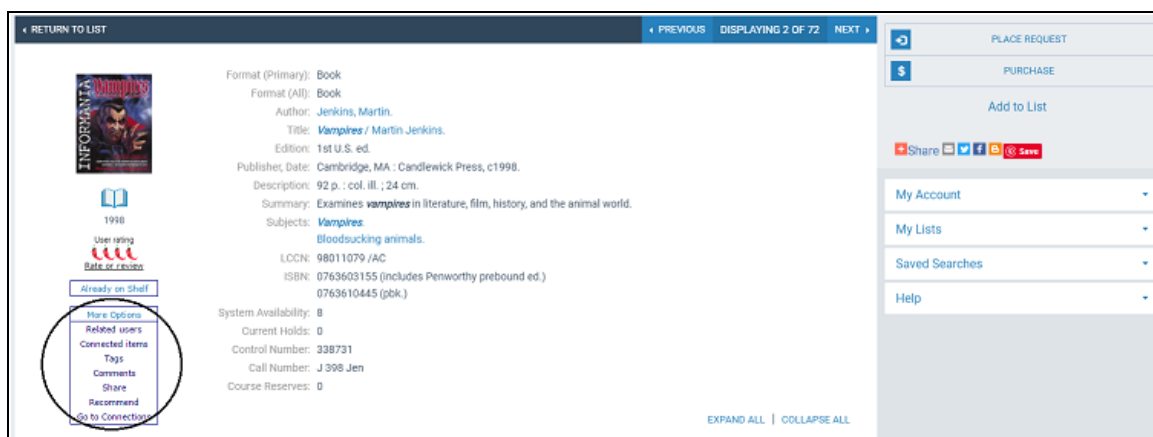 RETURN TO LIST
PREVIOUS DISPLAYING 2 OF 72 NEXT
INFORMANIA
Vampires
1998
User rating
Rate or review
Already on Shelf
More Options
Related users
Connected items
Tags
Comments
Share
Recommend
Go to Connections
Format (Primary): Book
Format (All): Book
Author: Jenkins, Martin.
Title: Vampires / Martin Jenkins.
Edition: 1st U.S. ed.
Publisher, Date: Cambridge, MA : Candlewick Press, c1998.
Description: 92 p. : col. ill. ; 24 cm.
Summary: Examines vampires in literature, film, history, and the animal world.
Subjects: Vampires.
Bloodsucking animals.
LCCN: 98011079 /AC
ISBN: 0763603155 (includes Penworthy prebound ed.)
0763610445 (pbk.)
System Availability: 8
Current Holds: 0
Control Number: 338731
Call Number: J 398 Jen
Course Reserves: 0
EXPAND ALL | COLLAPSE ALL
PLACE REQUEST
$ PURCHASE
Add to List
Share Save
My Account
My Lists
Saved Searches
Help